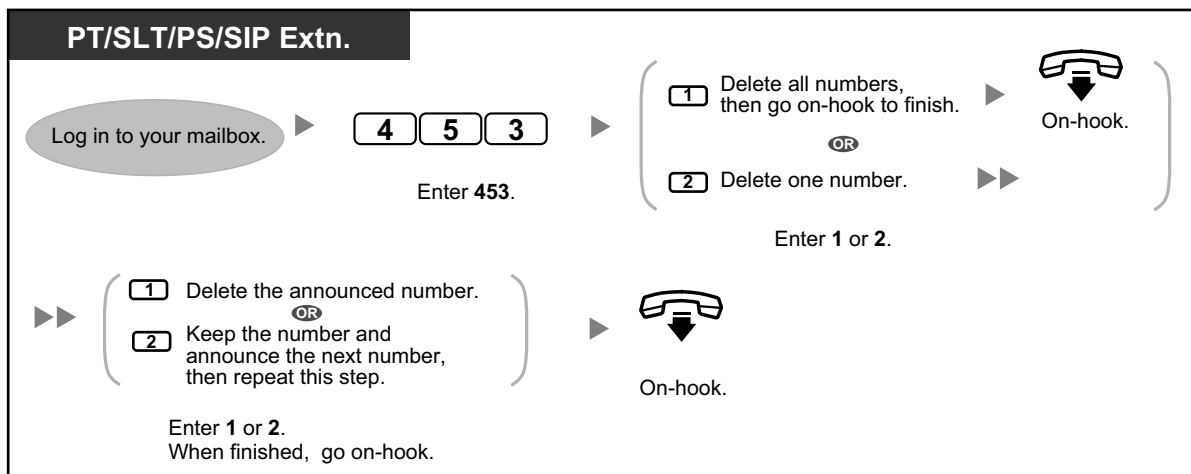 PT/SLT/PS/SIP Extn.
Log in to your mailbox.
4 5 3
Enter 453.
1 Delete all numbers,
then go on-hook to finish.
On-hook.
OR
2 Delete one number.
Enter 1 or 2.
1 Delete the announced number.
OR
2 Keep the number and
announce the next number,
then repeat this step.
Enter 1 or 2.
When finished, go on-hook.
On-hook.